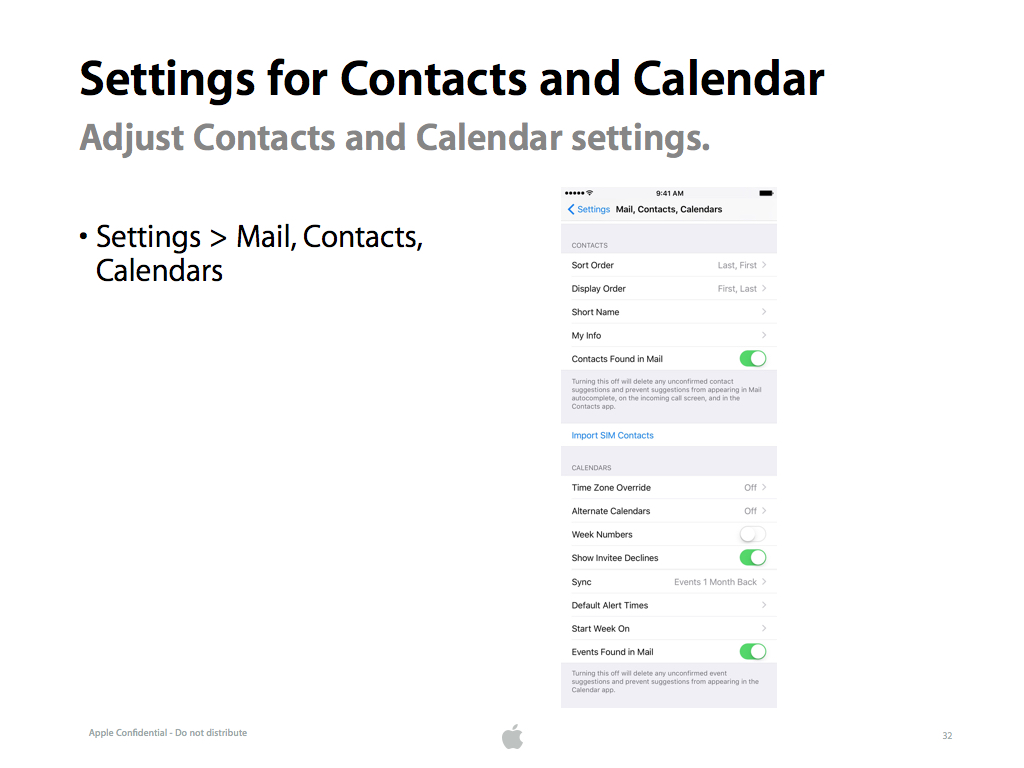 Settings for Contacts and Calendar
Adjust Contacts and Calendar settings.
• Settings > Mail, Contacts,
Calendars
9:41 AM
Settings Mail, Contacts, Calendars
CONTACTS
Sort Order Last, First
Display Order First, Last
Short Name
My Info
Contacts Found in Mail
Turning this off will delete any unconfirmed contact
suggestions and prevent suggestions from appearing in Mail
autocomplete, on the incoming call screen, and in the
Contacts app.
Import SIM Contacts
CALENDARS
Time Zone Override Off
Alternate Calendars Off
Week Numbers
Show Invitee Declines
Sync Events 1 Month Back
Default Alert Times
Start Week On
Events Found in Mail
Turning this off will delete any unconfirmed event
suggestions and prevent suggestions from appearing in the
Calendar app.
Apple Confidential - Do not distribute
32